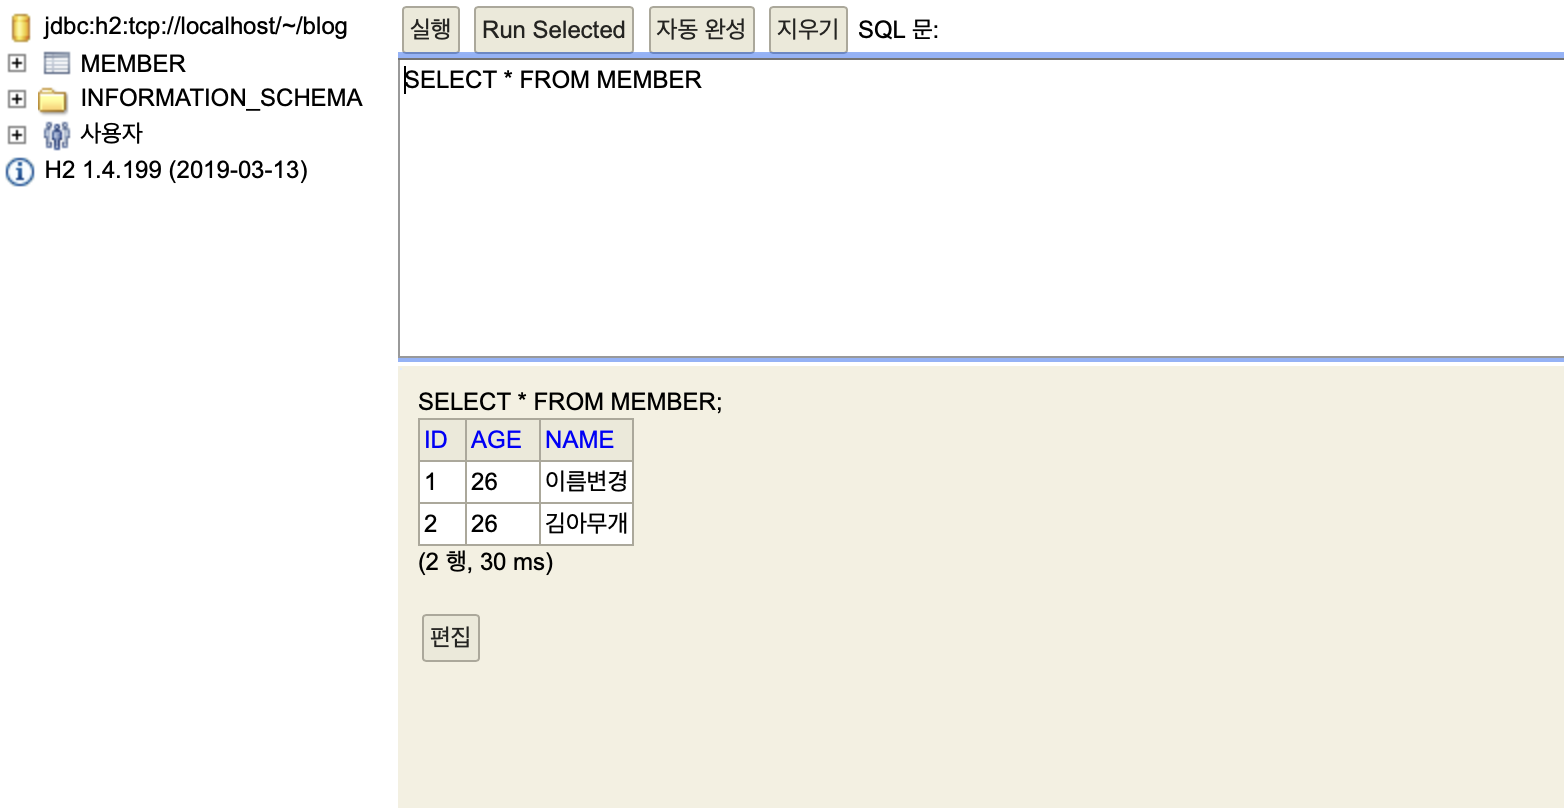 jdbc:h2:tcp://localhost/~/blog
MEMBER
INFORMATION_SCHEMA
사용자
H2 1.4.199 (2019-03-13)
실행 Run Selected 자동 완성 지우기 SQL 문:
SELECT * FROM MEMBER
SELECT * FROM MEMBER;
ID AGE NAME
1 26 이름변경
2 26 김아무개
(2 행, 30 ms)
편집